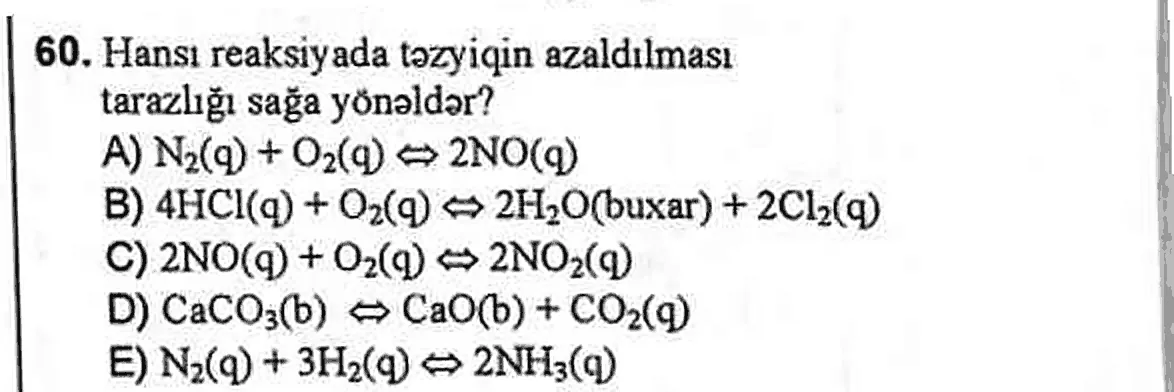 60. Hansı reaksiyada təzyiqin azaldılması
tarazlığı sağa yönəldər?
A) N₂(q) + O₂(q) ⇔ 2NO(q)
B) 4HCl(q) + O₂(q) ⇔ 2H₂O(buxar) + 2Cl₂(q)
C) 2NO(q) + O₂(q) ⇔ 2NO₂(q)
D) CaCO₃(b) ⇔ CaO(b) + CO₂(q)
E) N₂(q) + 3H₂(q) ⇔ 2NH₃(q)